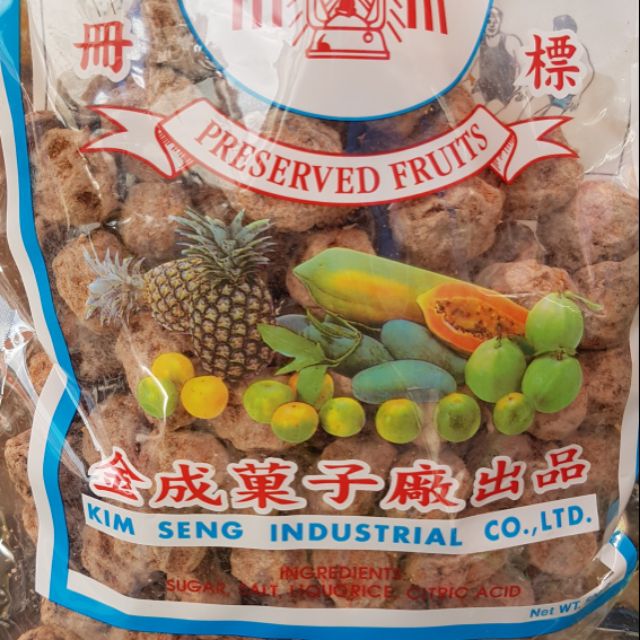 冊 標
PRESERVED FRUITS
金成菓子廠出品
KIM SENG INDUSTRIAL CO.,LTD.
INGREDIENTS
SUGAR, SALT, LIQUORICE, CITRIC ACID
NET WT.